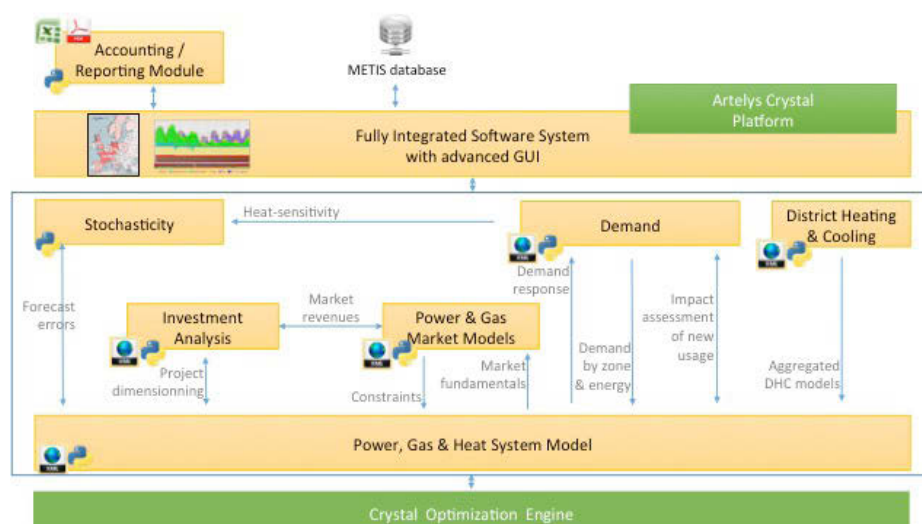 Accounting /
Reporting Module
METIS database
Artelys Crystal
Platform
Fully Integrated Software System
with advanced GUI
Stochasticity
Heat-sensitivity
Demand
District Heating
& Cooling
Forecast
errors
Investment
Analysis
Market
revenues
Power & Gas
Market Models
Demand
response
Impact
assessment
of new
usage
Project
dimensionning
Constraints
Market
fundamentals
Demand
by zone
& energy
Aggregated
DHC models
Power, Gas & Heat System Model
Crystal Optimization Engine